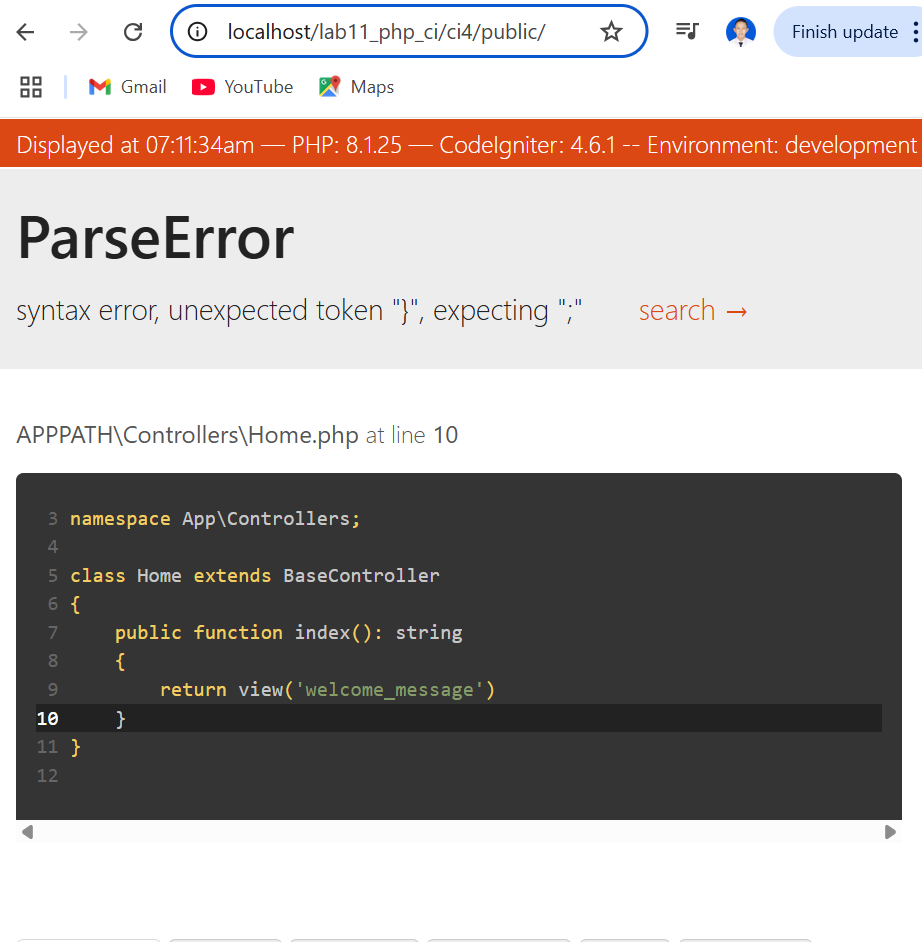 localhost/lab11_php_ci/ci4/public/
Finish update
Gmail YouTube Maps
Displayed at 07:11:34am — PHP: 8.1.25 — CodeIgniter: 4.6.1 -- Environment: development
ParseError
syntax error, unexpected token "}", expecting ";" search →
APPPATH\Controllers\Home.php at line 10
3 namespace App\Controllers;
4
5 class Home extends BaseController
6 {
7 public function index(): string
8 {
9 return view('welcome_message')
10 }
11 }
12